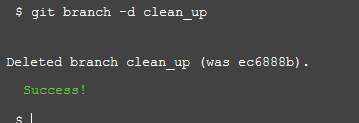 $ git branch -d clean_up
Deleted branch clean_up (was ec6888b).
Success!
$